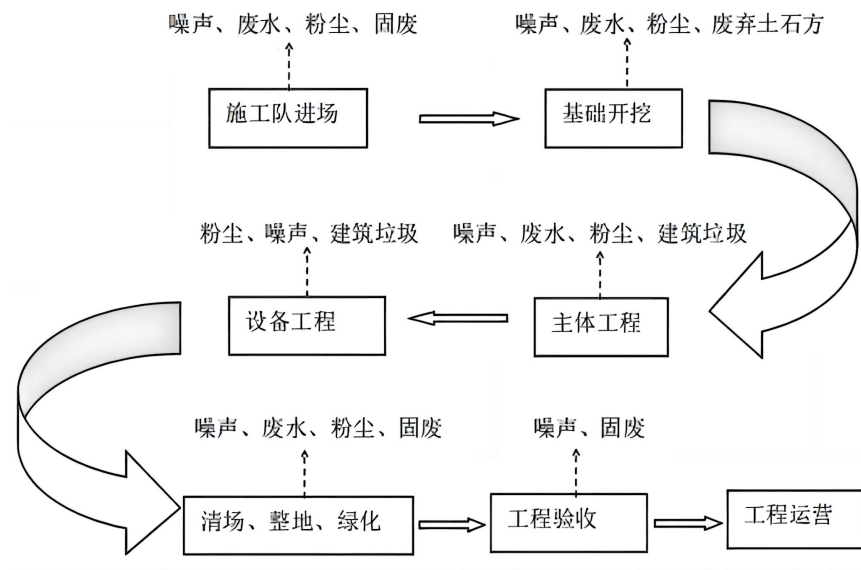 噪声、废水、粉尘、固废
噪声、废水、粉尘、废弃土石方
施工队进场
基础开挖
粉尘、噪声、建筑垃圾
噪声、废水、粉尘、建筑垃圾
设备工程
主体工程
噪声、废水、粉尘、固废
噪声、固废
清场、整地、绿化
工程验收
工程运营